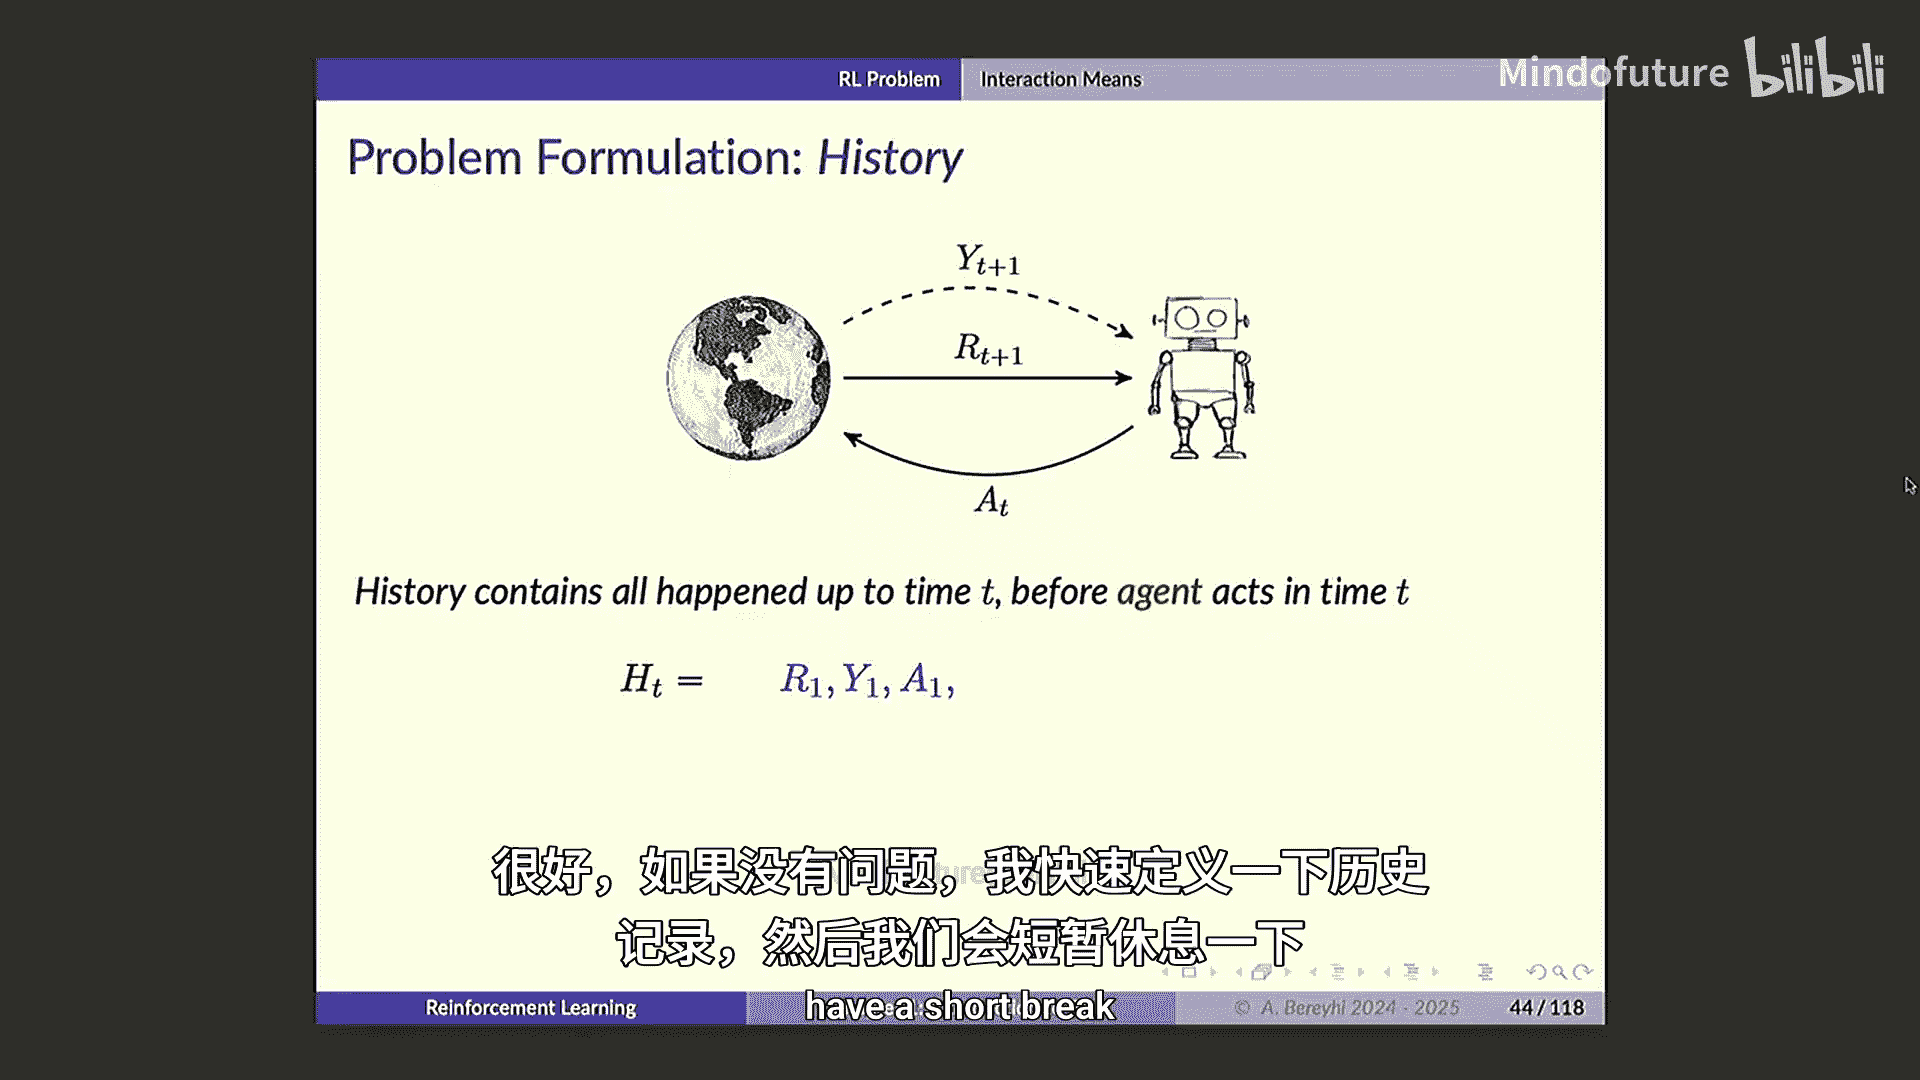 RL Problem Interaction Means
Mindofuture bilibili
Problem Formulation: History
Y_{t+1}
R_{t+1}
A_t
History contains all happened up to time t, before agent acts in time t
H_t = R_1, Y_1, A_1,
很好，如果没有问题，我快速定义一下历史
记录，然后我们会短暂休息一下
have a short break
Reinforcement Learning
© A. Bereyhi 2024 - 2025
44 / 118